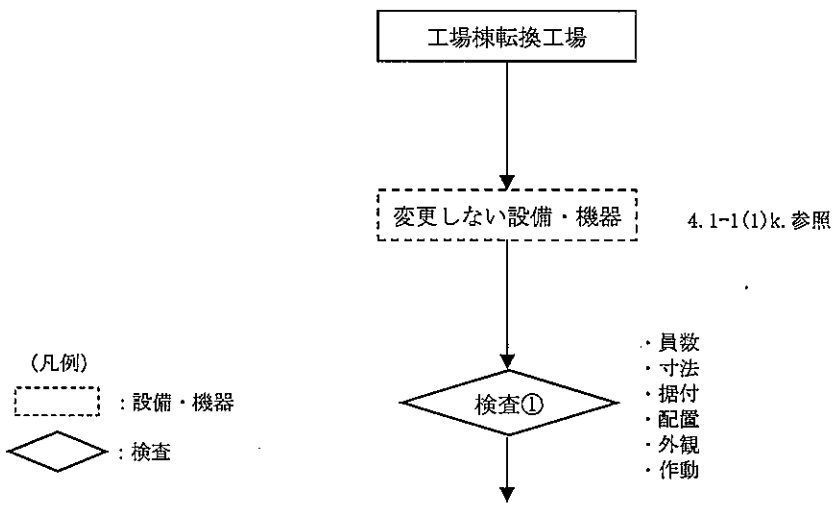 工場棟転換工場
変更しない設備・機器
4.1-1(1)k.参照
・員数
・寸法
・据付
・配置
・外観
・作動
検査①
(凡例)
：設備・機器
：検査